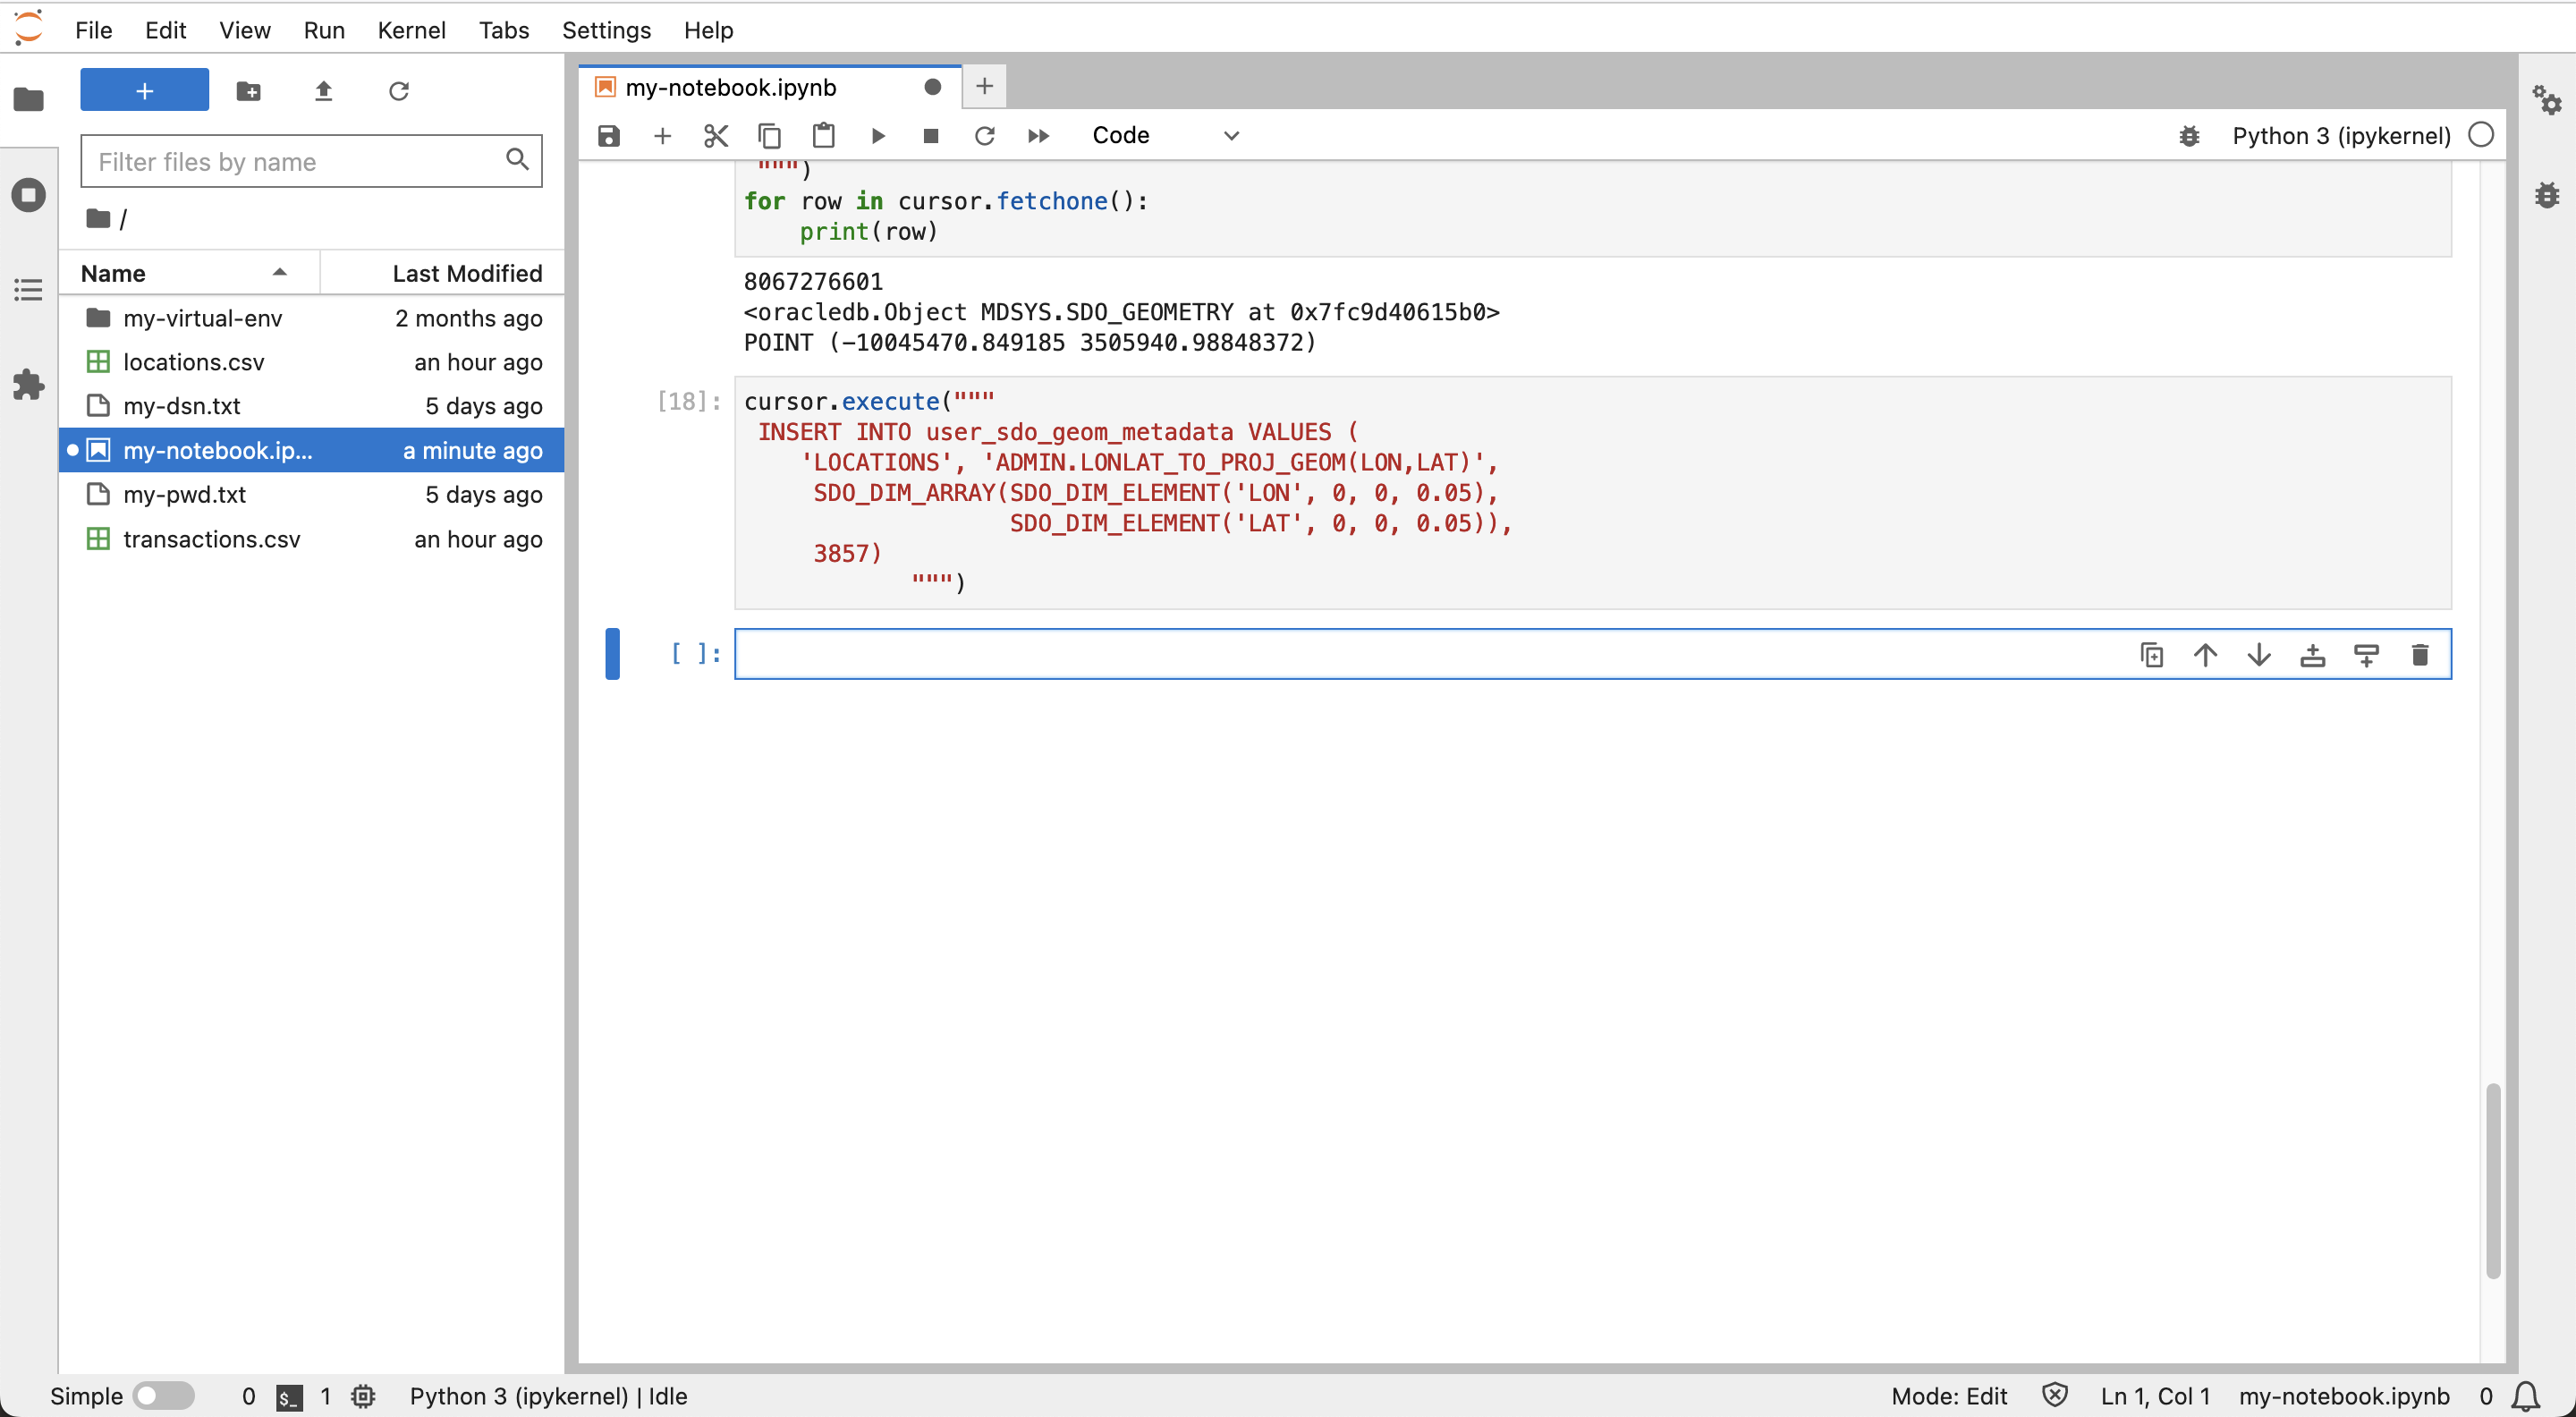 File Edit View Run Kernel Tabs Settings Help
+
Filter files by name
/
Name Last Modified
my-virtual-env 2 months ago
locations.csv an hour ago
my-dsn.txt 5 days ago
my-notebook.ip... a minute ago
my-pwd.txt 5 days ago
transactions.csv an hour ago
my-notebook.ipynb
Code
Python 3 (ipykernel)
""")
for row in cursor.fetchone():
    print(row)
8067276601
<oracledb.Object MDSYS.SDO_GEOMETRY at 0x7fc9d40615b0>
POINT (-10045470.849185 3505940.98848372)
[18]: cursor.execute("""
 INSERT INTO user_sdo_geom_metadata VALUES (
    'LOCATIONS', 'ADMIN.LONLAT_TO_PROJ_GEOM(LON,LAT)',
     SDO_DIM_ARRAY(SDO_DIM_ELEMENT('LON', 0, 0, 0.05),
                   SDO_DIM_ELEMENT('LAT', 0, 0, 0.05)),
     3857)
            """)
[ ]:
Simple 0 $_ 1 Python 3 (ipykernel) | Idle Mode: Edit Ln 1, Col 1 my-notebook.ipynb 0